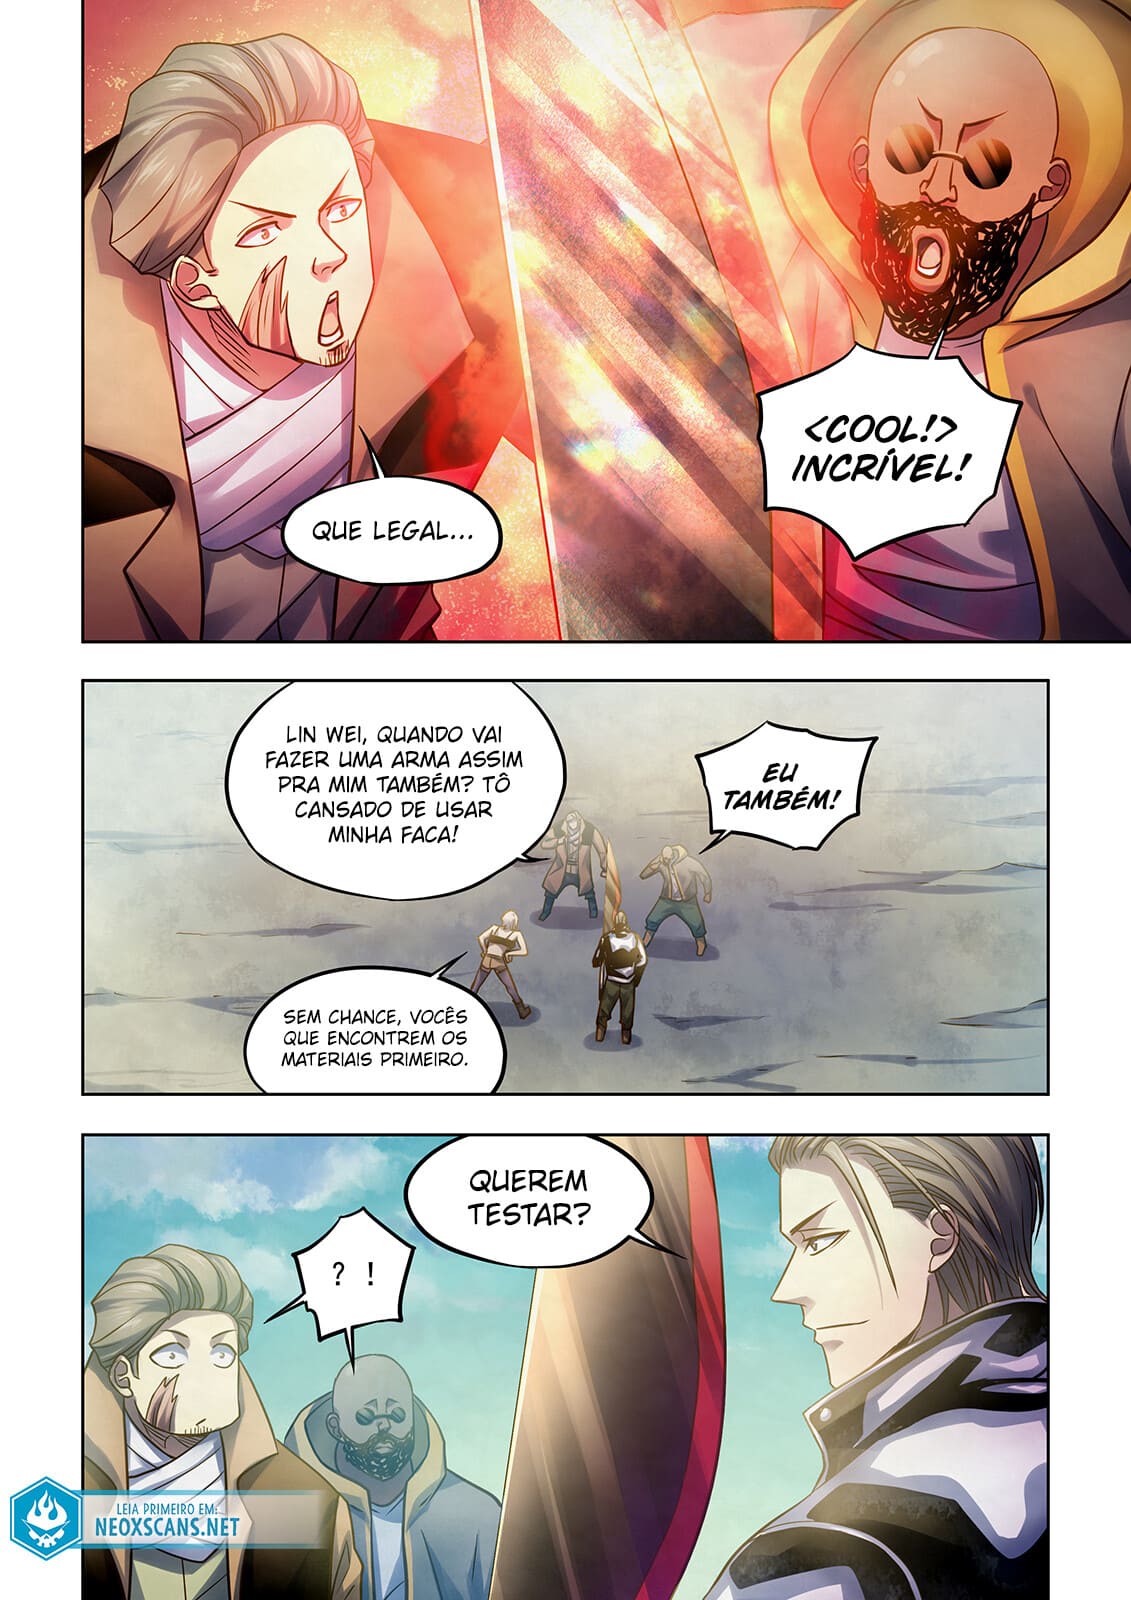 QUE LEGAL...
<COOL!>
INCRÍVEL!
LIN WEI, QUANDO VAI
FAZER UMA ARMA ASSIM
PRA MIM TAMBÉM? TÔ
CANSADO DE USAR
MINHA FACA!
EU
TAMBÉM!
SEM CHANCE, VOCÊS
QUE ENCONTREM OS
MATERIAIS PRIMEIRO.
QUEREM
TESTAR?
? !
LEIA PRIMEIRO EM:
NEOXSCANS.NET